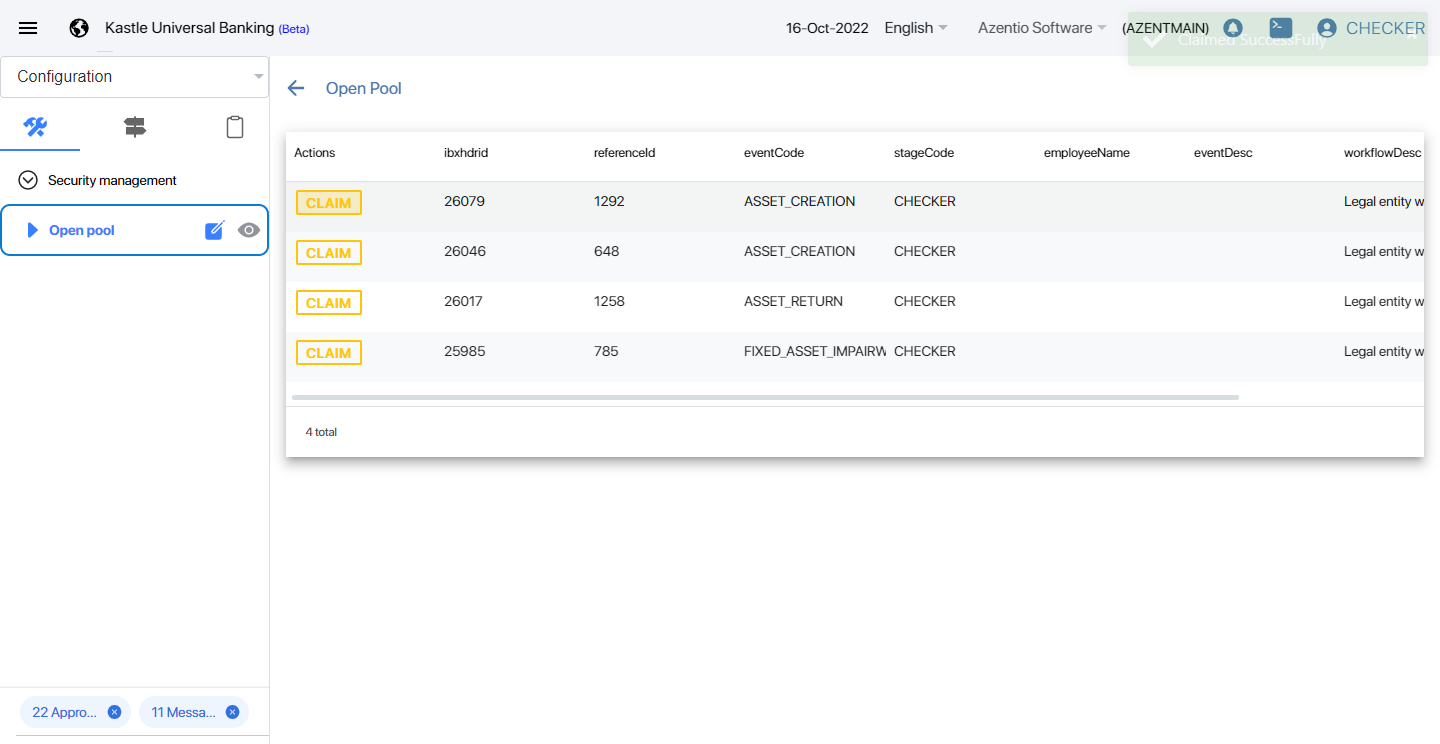 Kastle Universal Banking (Beta)
16-Oct-2022 English Azentio Software (AZENTMAIN) CHECKER
Claimed SuccessFully
Configuration
Open Pool
Security management
Open pool
Actions ibxhdrid referenceId eventCode stageCode employeeName eventDesc workflowDesc
CLAIM 26079 1292 ASSET_CREATION CHECKER Legal entity w
CLAIM 26046 648 ASSET_CREATION CHECKER Legal entity w
CLAIM 26017 1258 ASSET_RETURN CHECKER Legal entity w
CLAIM 25985 785 FIXED_ASSET_IMPAIRW CHECKER Legal entity w
4 total
22 Appro... 11 Messa...